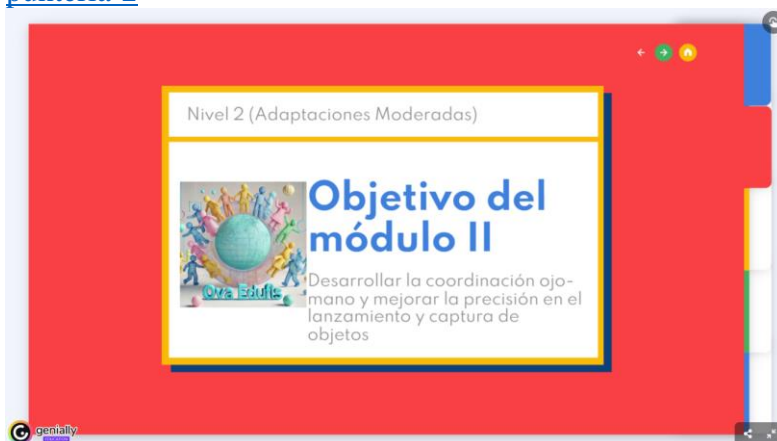 Nivel 2 (Adaptaciones Moderadas)
Objetivo del
módulo II
Desarrollar la coordinación ojo-
mano y mejorar la precisión en el
lanzamiento y captura de
objetos
Ova Edufis
genially